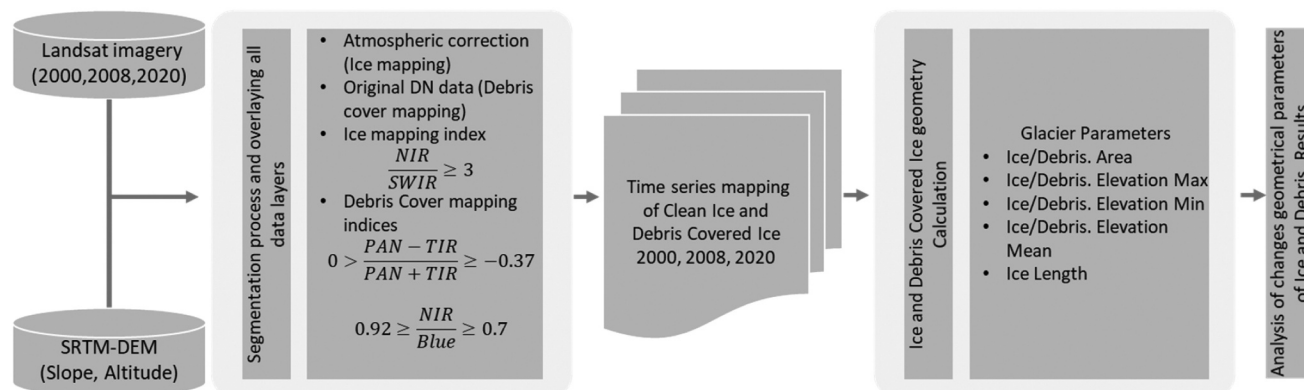 Landsat imagery
(2000,2008,2020)
SRTM-DEM
(Slope, Altitude)
Segmentation process and overlaying all
data layers
• Atmospheric correction
(Ice mapping)
• Original DN data (Debris
cover mapping)
• Ice mapping index
NIR
SWIR ≥ 3
• Debris Cover mapping
indices
0 > PAN − TIR
PAN + TIR ≥ −0.37
0.92 ≥ NIR
Blue ≥ 0.7
Time series mapping
of Clean Ice and
Debris Covered Ice
2000, 2008, 2020
Ice and Debris Covered Ice geometry
Calculation
Glacier Parameters
• Ice/Debris. Area
• Ice/Debris. Elevation Max
• Ice/Debris. Elevation Min
• Ice/Debris. Elevation
Mean
• Ice Length
Analysis of changes geometrical parameters
of Ice and Debris. Results